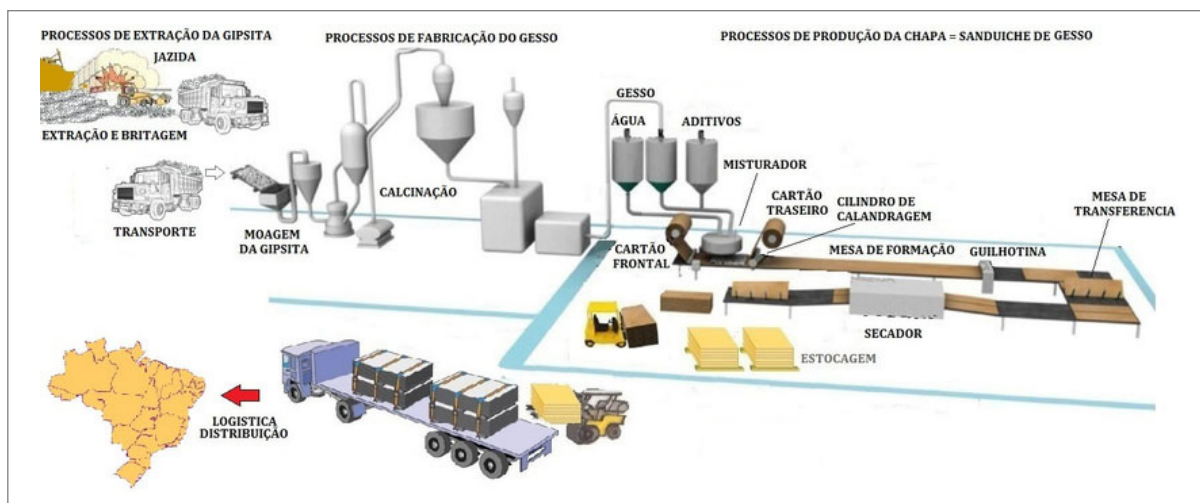 PROCESSOS DE EXTRAÇÃO DA GIPSITA
JAZIDA
EXTRAÇÃO E BRITAGEM
TRANSPORTE
PROCESSOS DE FABRICAÇÃO DO GESSO
MOAGEM
DA GIPSITA
CALCINAÇÃO
PROCESSOS DE PRODUÇÃO DA CHAPA = SANDUICHE DE GESSO
GESSO
ÁGUA
ADITIVOS
MISTURADOR
CARTÃO
TRASEIRO
CILINDRO DE
CALANDRAGEM
MESA DE
TRANSFERENCIA
CARTÃO
FRONTAL
MESA DE FORMAÇÃO
GUILHOTINA
SECADOR
ESTOCAGEM
LOGISTICA
DISTRIBUIÇÃO